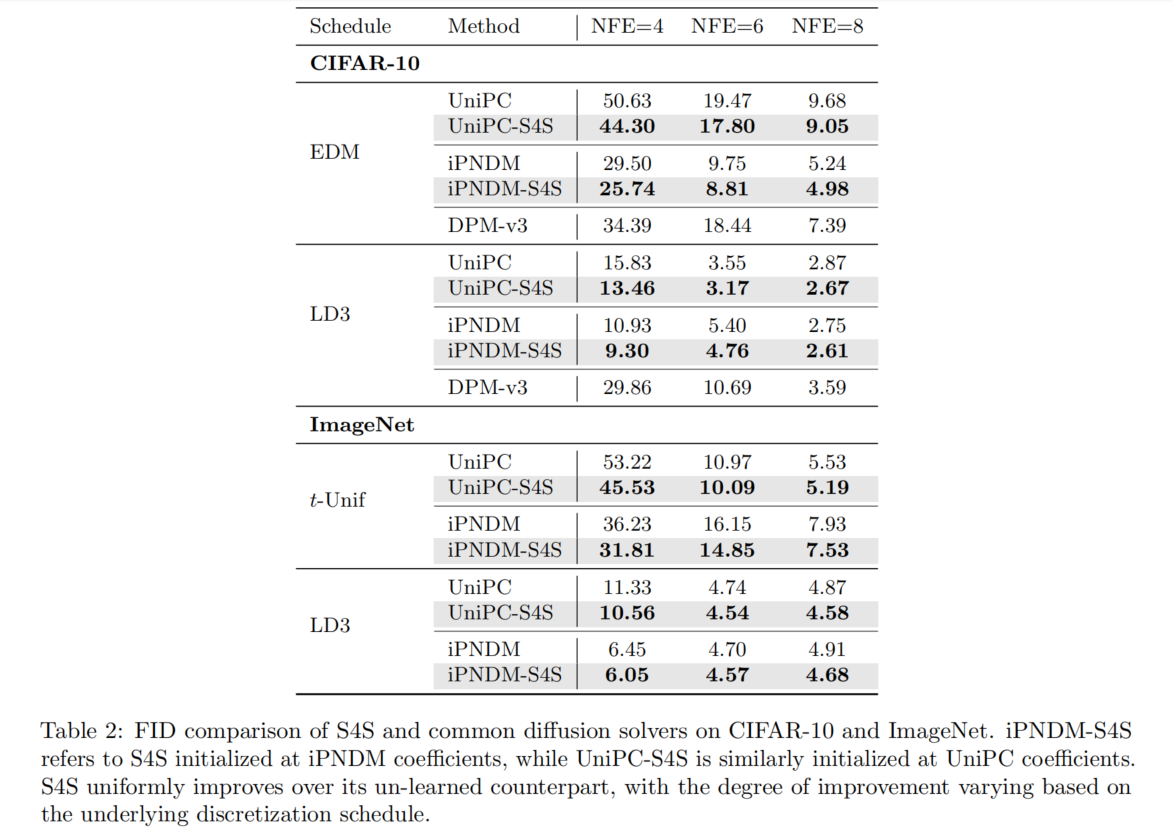 Schedule Method NFE=4 NFE=6 NFE=8
CIFAR-10
UniPC 50.63 19.47 9.68
UniPC-S4S 44.30 17.80 9.05
EDM
iPNDM 29.50 9.75 5.24
iPNDM-S4S 25.74 8.81 4.98
DPM-v3 34.39 18.44 7.39
UniPC 15.83 3.55 2.87
UniPC-S4S 13.46 3.17 2.67
LD3
iPNDM 10.93 5.40 2.75
iPNDM-S4S 9.30 4.76 2.61
DPM-v3 29.86 10.69 3.59
ImageNet
UniPC 53.22 10.97 5.53
UniPC-S4S 45.53 10.09 5.19
t-Unif
iPNDM 36.23 16.15 7.93
iPNDM-S4S 31.81 14.85 7.53
UniPC 11.33 4.74 4.87
UniPC-S4S 10.56 4.54 4.58
LD3
iPNDM 6.45 4.70 4.91
iPNDM-S4S 6.05 4.57 4.68
Table 2: FID comparison of S4S and common diffusion solvers on CIFAR-10 and ImageNet. iPNDM-S4S
refers to S4S initialized at iPNDM coefficients, while UniPC-S4S is similarly initialized at UniPC coefficients.
S4S uniformly improves over its un-learned counterpart, with the degree of improvement varying based on
the underlying discretization schedule.